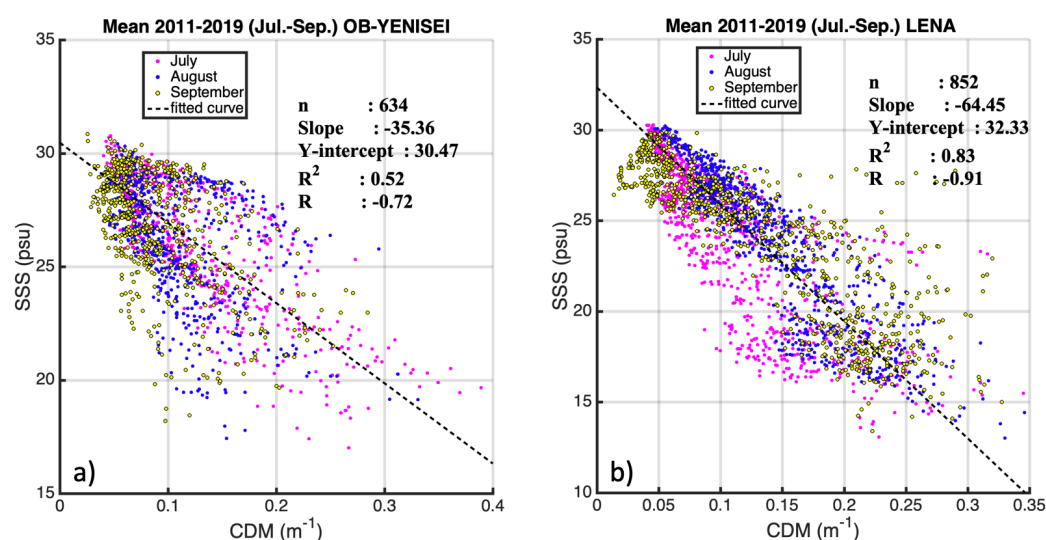 Mean 2011-2019 (Jul.-Sep.) OB-YENISEI
35
30
25
20
15
SSS (psu)
July
August
September
fitted curve
n : 634
Slope : -35.36
Y-intercept : 30.47
R² : 0.52
R : -0.72
a)
0 0.1 0.2 0.3 0.4
CDM (m⁻¹)
Mean 2011-2019 (Jul.-Sep.) LENA
35
30
25
20
15
10
SSS (psu)
July
August
September
fitted curve
n : 852
Slope : -64.45
Y-intercept : 32.33
R² : 0.83
R : -0.91
b)
0 0.05 0.1 0.15 0.2 0.25 0.3 0.35
CDM (m⁻¹)